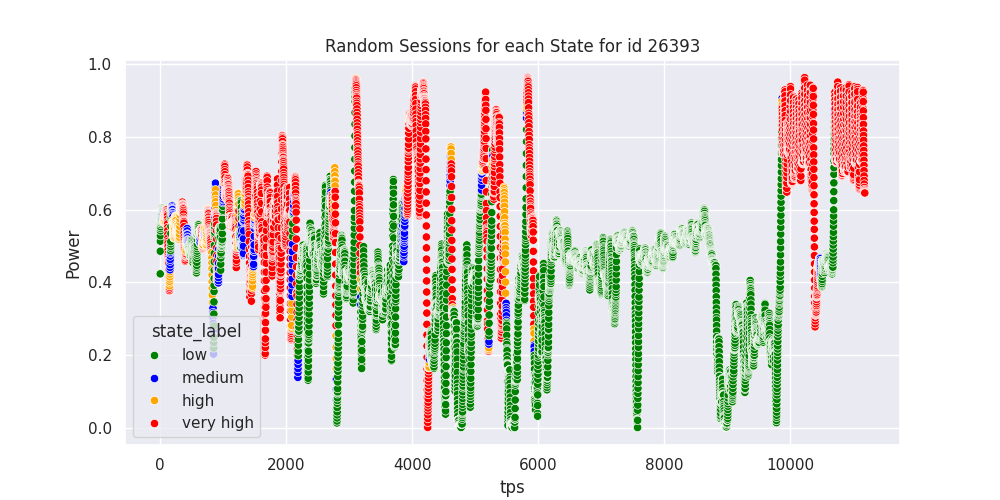 Random Sessions for each State for id 26393
1.0
0.8
0.6
0.4
0.2
0.0
Power
state_label
low
medium
high
very high
0 2000 4000 6000 8000 10000
tps